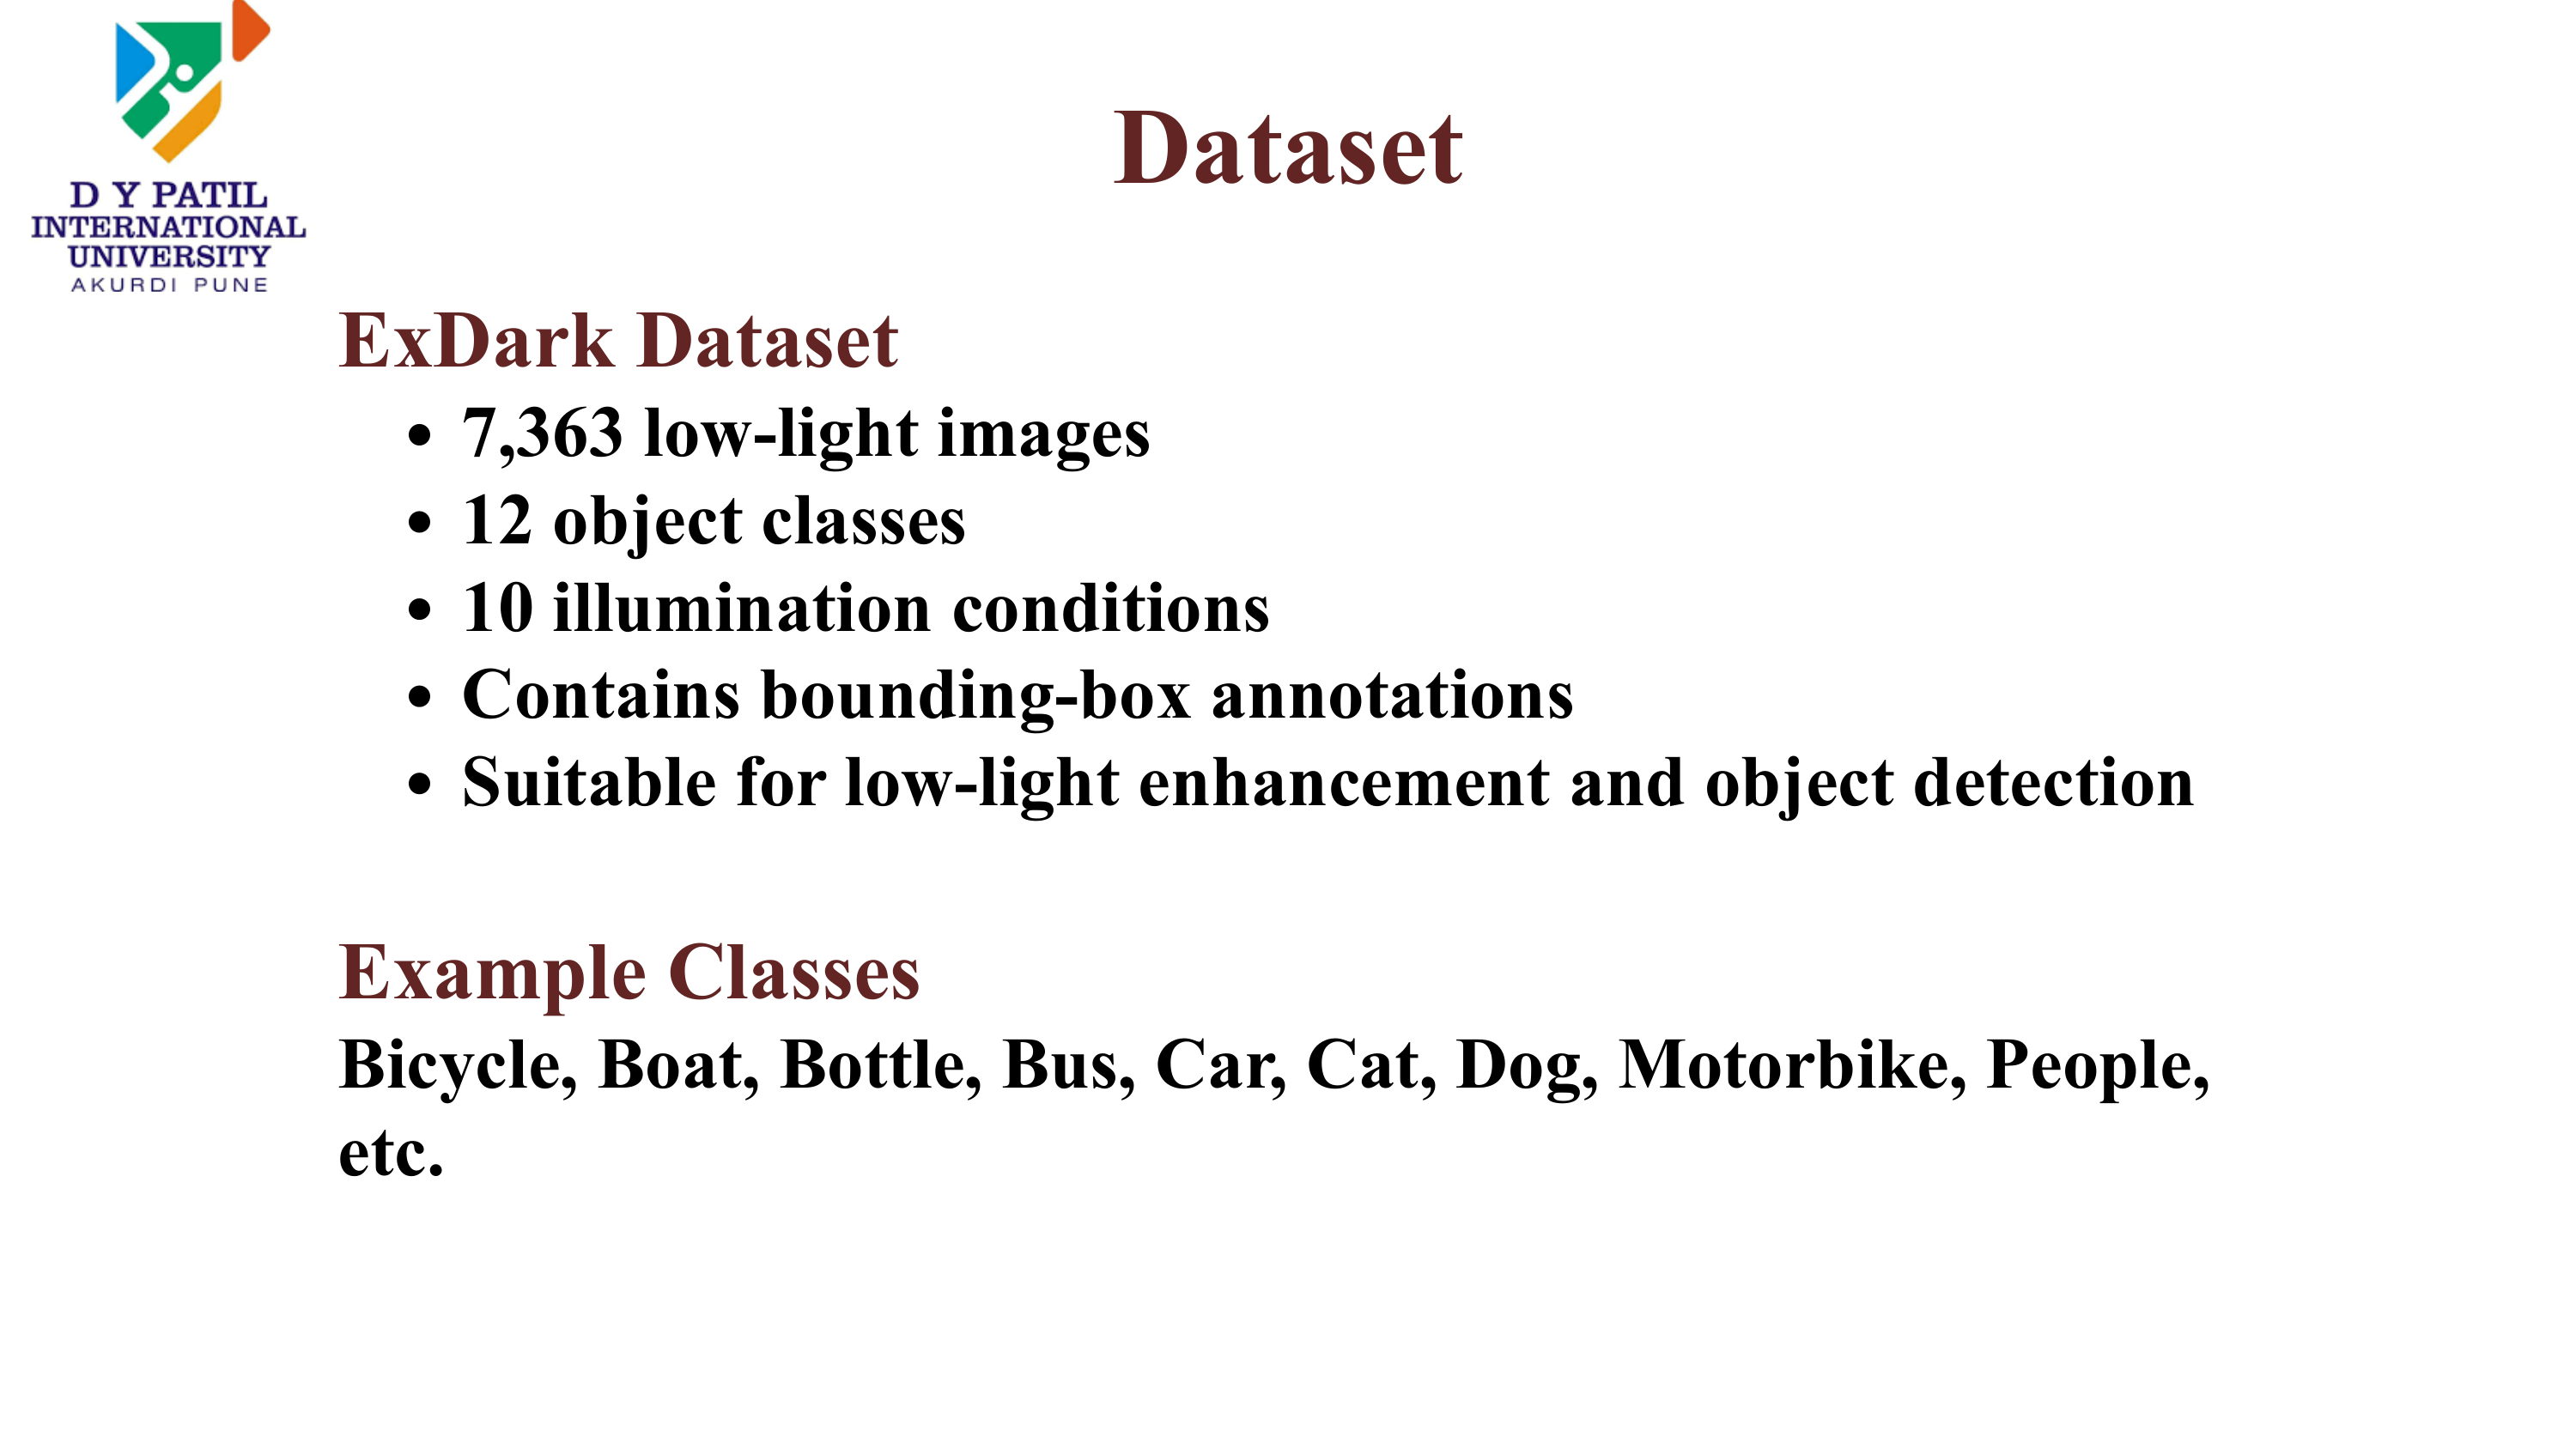 D Y PATIL
INTERNATIONAL
UNIVERSITY
AKURDI PUNE
Dataset
ExDark Dataset
• 7,363 low-light images
• 12 object classes
• 10 illumination conditions
• Contains bounding-box annotations
• Suitable for low-light enhancement and object detection
Example Classes
Bicycle, Boat, Bottle, Bus, Car, Cat, Dog, Motorbike, People,
etc.